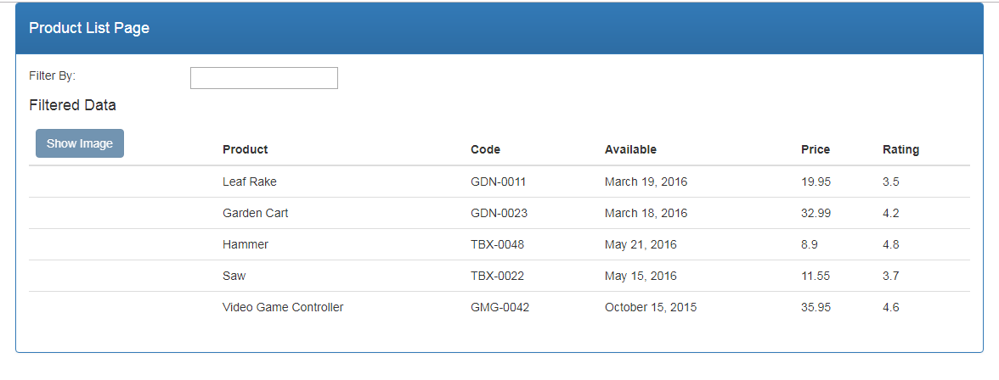 Product List Page
Filter By:
Filtered Data
Show Image Product Code Available Price Rating
Leaf Rake GDN-0011 March 19, 2016 19.95 3.5
Garden Cart GDN-0023 March 18, 2016 32.99 4.2
Hammer TBX-0048 May 21, 2016 8.9 4.8
Saw TBX-0022 May 15, 2016 11.55 3.7
Video Game Controller GMG-0042 October 15, 2015 35.95 4.6